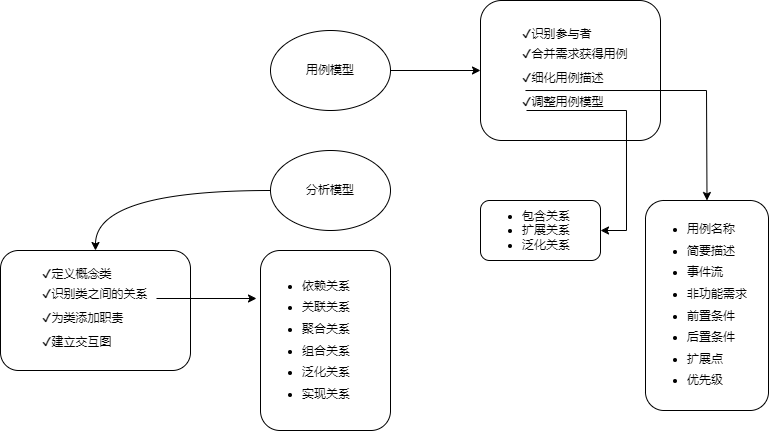 用例模型
✓识别参与者
✓合并需求获得用例
✓细化用例描述
✓调整用例模型
分析模型
• 包含关系
• 扩展关系
• 泛化关系
• 用例名称
• 简要描述
• 事件流
• 非功能需求
• 前置条件
• 后置条件
• 扩展点
• 优先级
✓定义概念类
✓识别类之间的关系
✓为类添加职责
✓建立交互图
• 依赖关系
• 关联关系
• 聚合关系
• 组合关系
• 泛化关系
• 实现关系